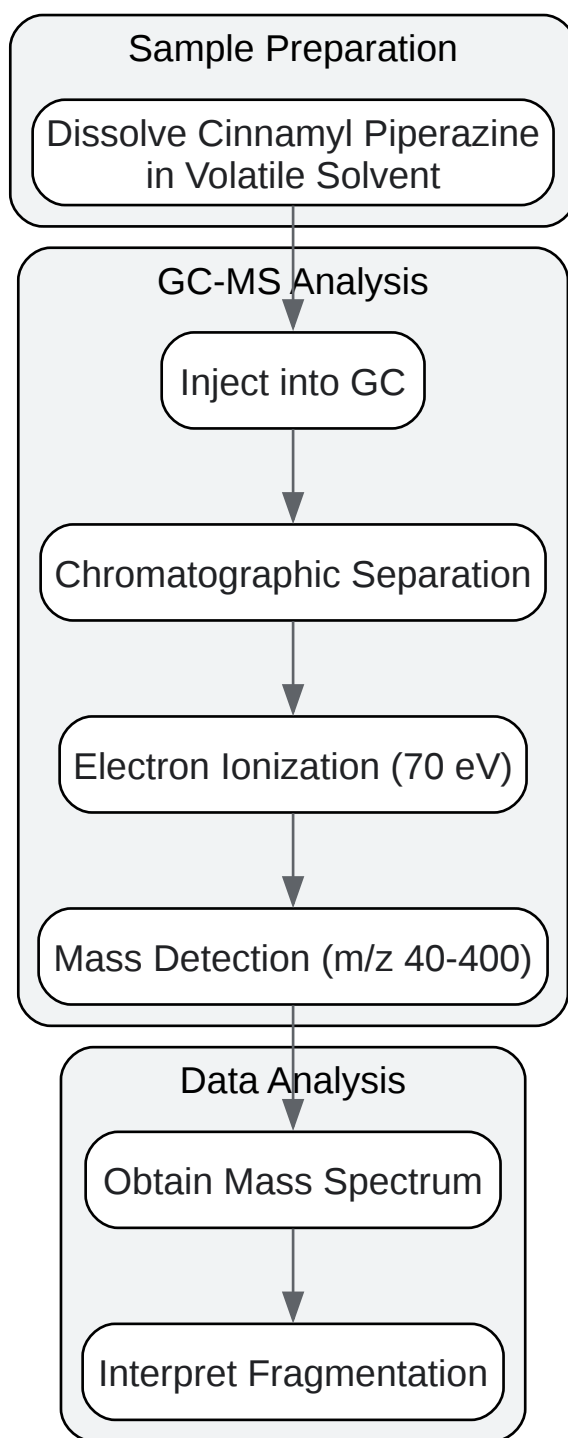 Sample Preparation
Dissolve Cinnamyl Piperazine
in Volatile Solvent
GC-MS Analysis
Inject into GC
Chromatographic Separation
Electron Ionization (70 eV)
Mass Detection (m/z 40-400)
Data Analysis
Obtain Mass Spectrum
Interpret Fragmentation